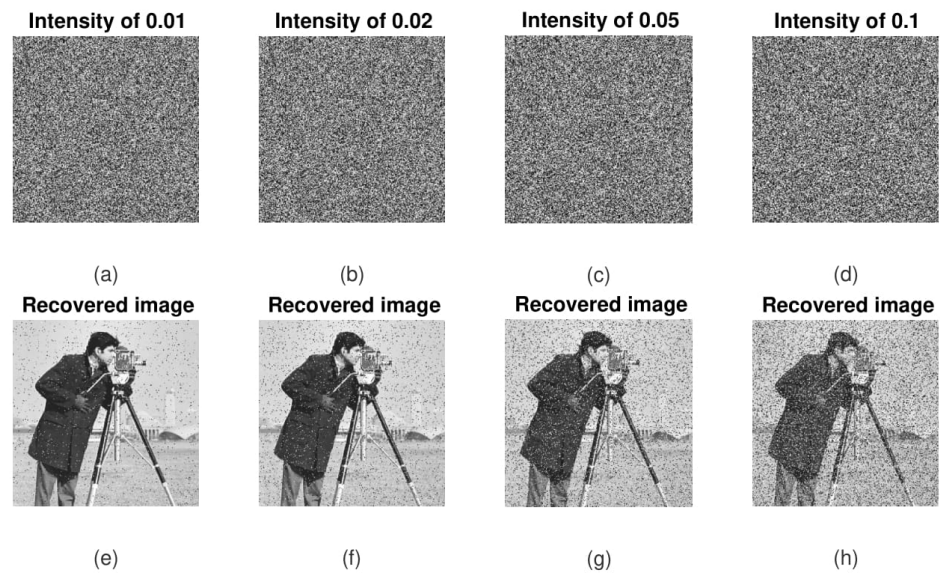 Intensity of 0.01 Intensity of 0.02 Intensity of 0.05 Intensity of 0.1
(a) (b) (c) (d)
Recovered image Recovered image Recovered image Recovered image
(e) (f) (g) (h)